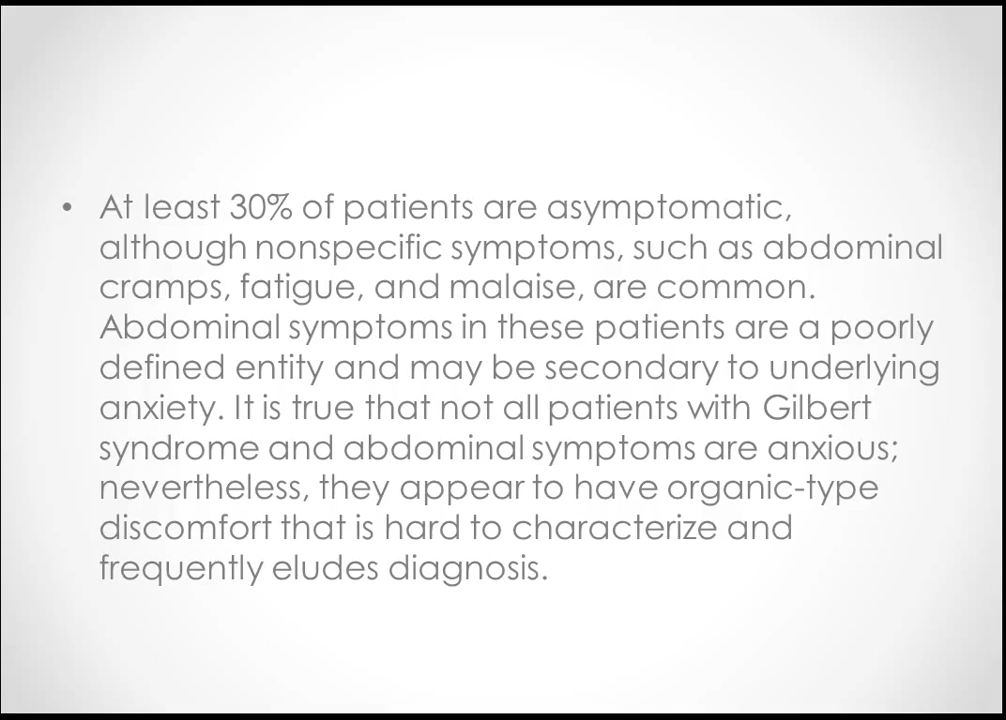 • At least 30% of patients are asymptomatic,
although nonspecific symptoms, such as abdominal
cramps, fatigue, and malaise, are common.
Abdominal symptoms in these patients are a poorly
defined entity and may be secondary to underlying
anxiety. It is true that not all patients with Gilbert
syndrome and abdominal symptoms are anxious;
nevertheless, they appear to have organic-type
discomfort that is hard to characterize and
frequently eludes diagnosis.